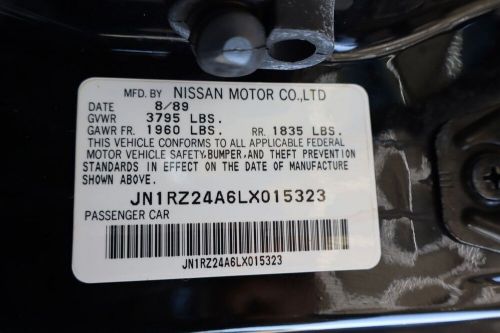 MFD. BY NISSAN MOTOR CO.,LTD
DATE 8/89
GVWR 3795 LBS.
GAWR FR. 1960 LBS. RR. 1835 LBS.
THIS VEHICLE CONFORMS TO ALL APPLICABLE FEDERAL
MOTOR VEHICLE SAFETY, BUMPER, AND THEFT PREVENTION
STANDARDS IN EFFECT ON THE DATE OF MANUFACTURE
SHOWN ABOVE.
JN1RZ24A6LX015323
PASSENGER CAR
JN1RZ24A6LX015323